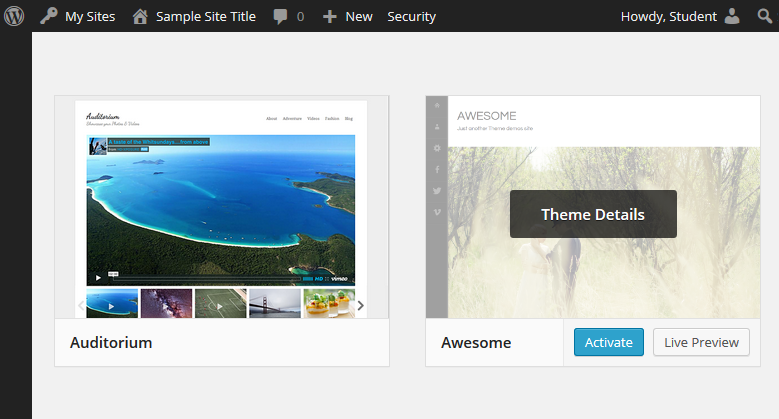 My Sites Sample Site Title 0 New Security Howdy, Student
Auditorium
Showcase your Photos & Videos
About Adventure Videos Fashion Blog
A taste of the Whitsundays....from above
HD vimeo
AWESOME
Just another Theme demos site
Theme Details
Auditorium
Awesome Activate Live Preview